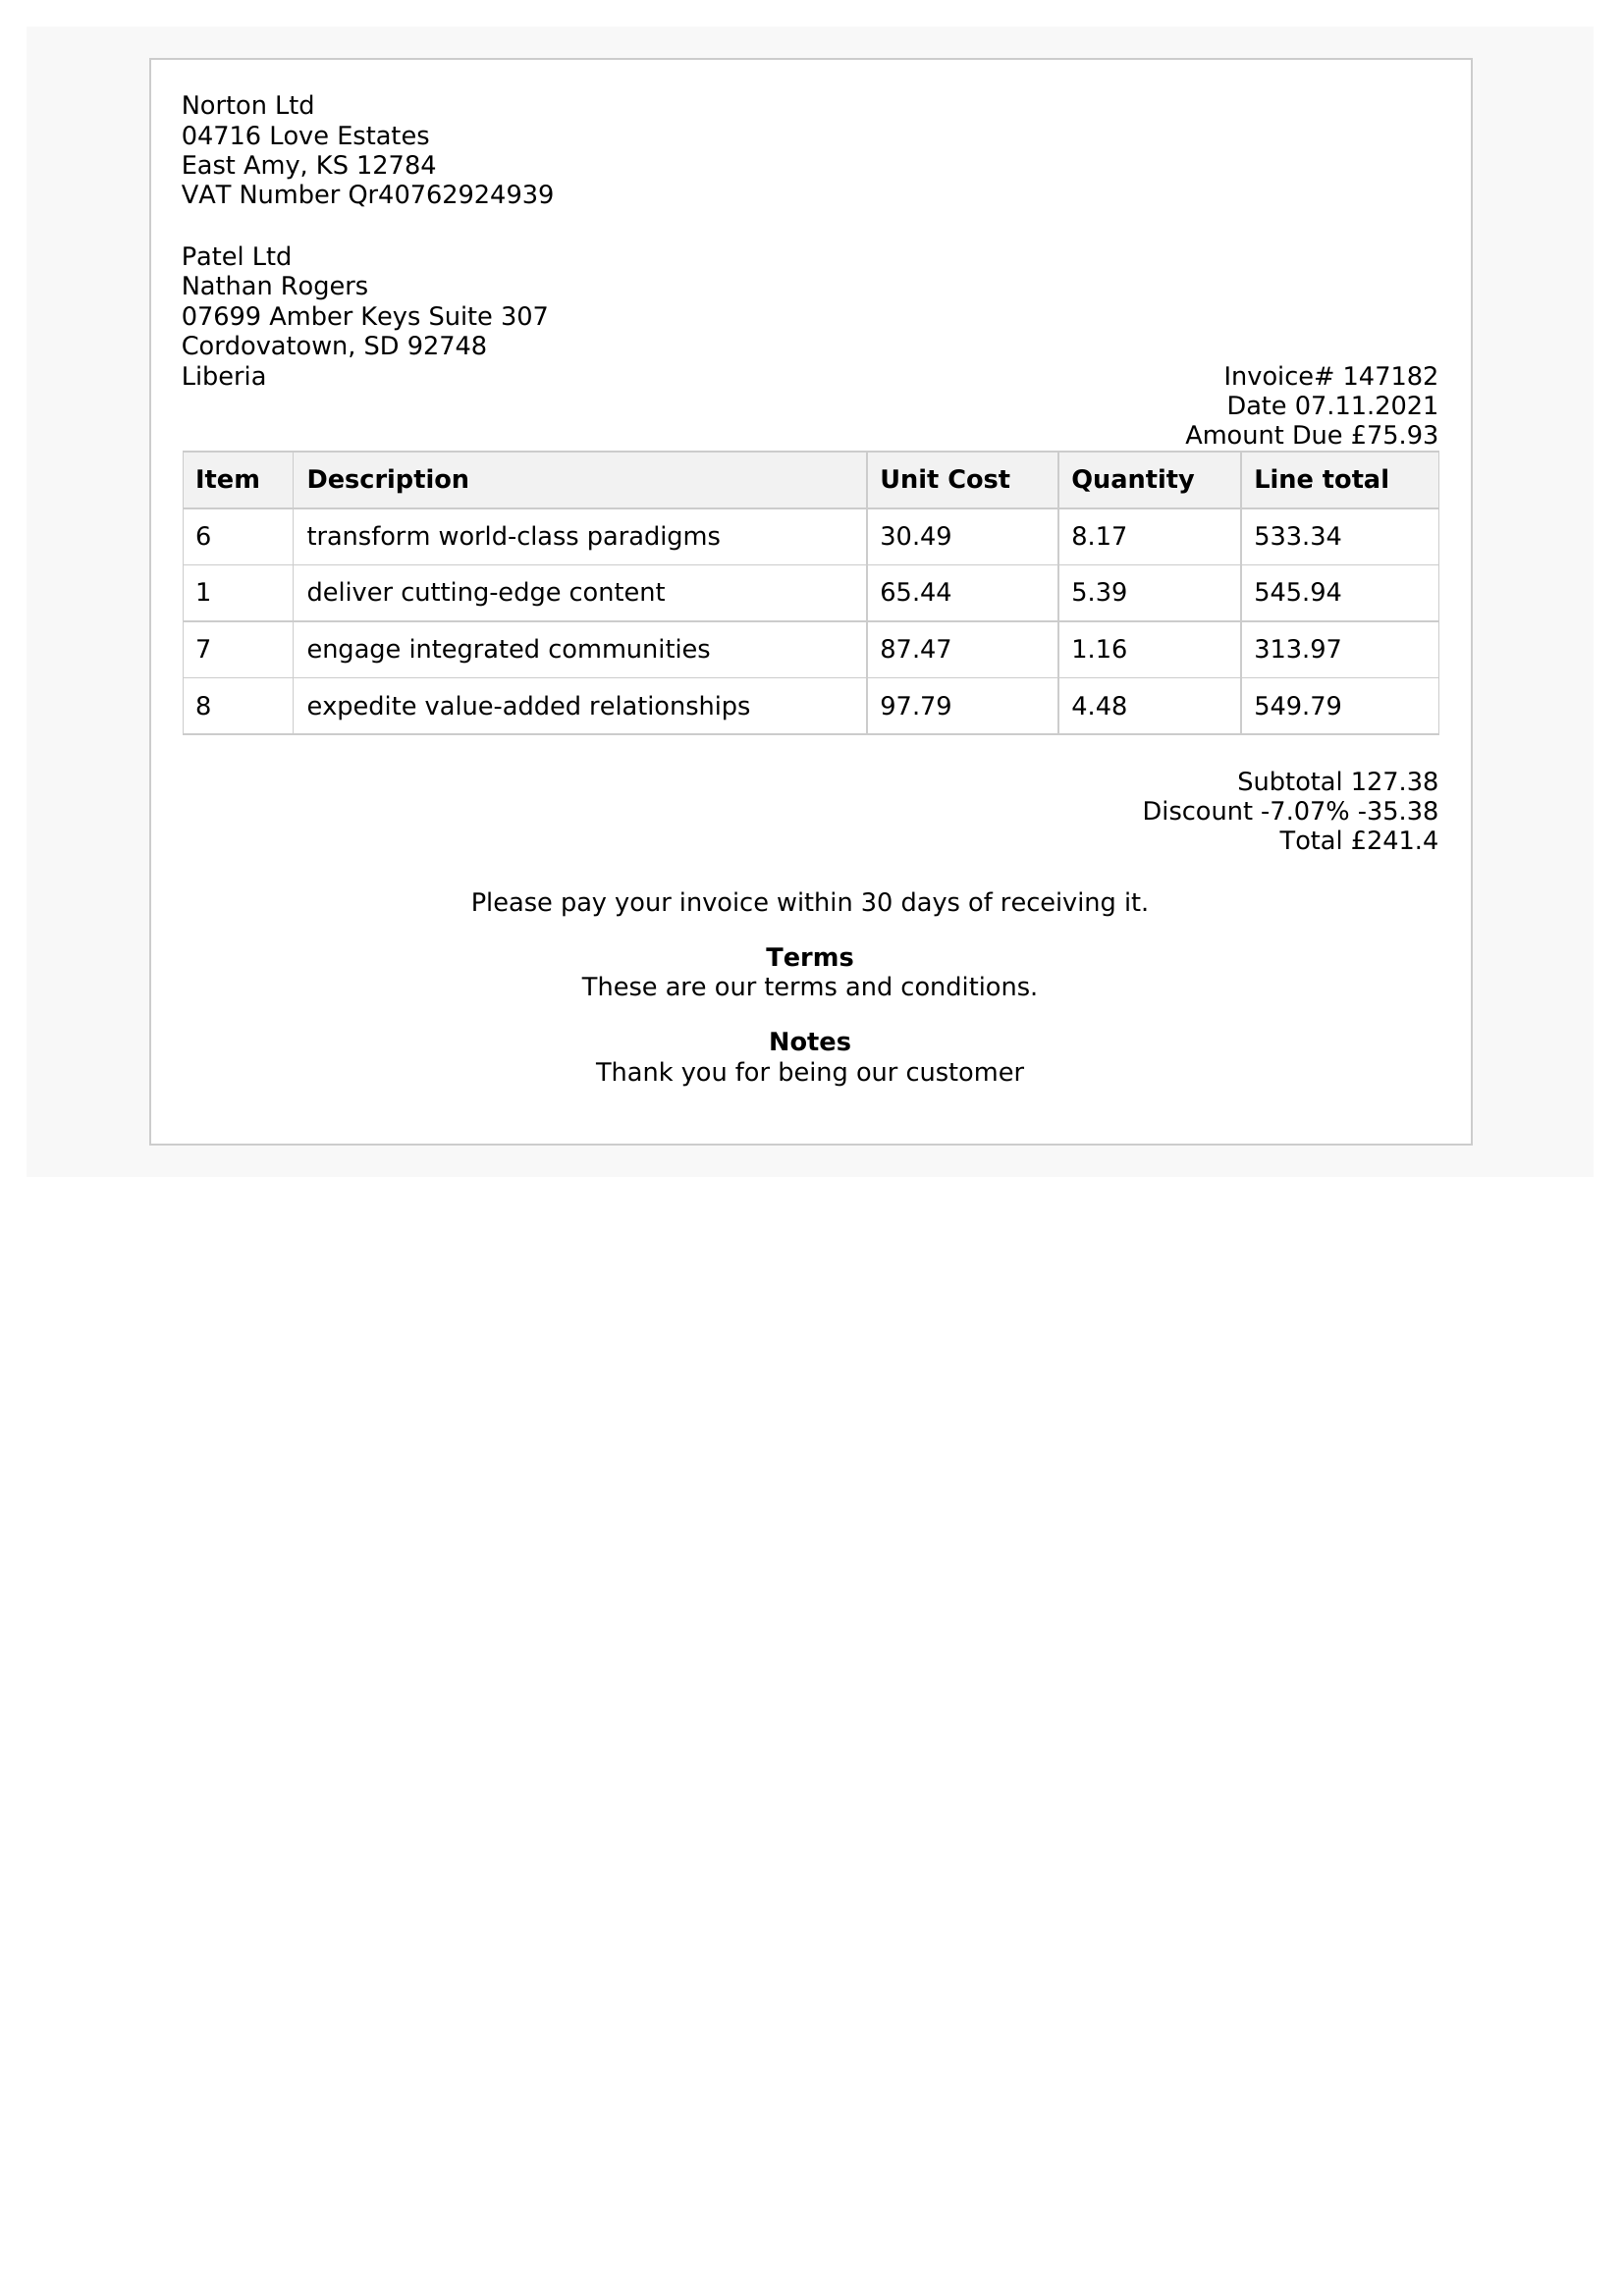 Norton Ltd
04716 Love Estates
East Amy, KS 12784
VAT Number Qr40762924939
Patel Ltd
Nathan Rogers
07699 Amber Keys Suite 307
Cordovatown, SD 92748
Liberia
Invoice# 147182
Date 07.11.2021
Amount Due £75.93
Item Description Unit Cost Quantity Line total
6 transform world-class paradigms 30.49 8.17 533.34
1 deliver cutting-edge content 65.44 5.39 545.94
7 engage integrated communities 87.47 1.16 313.97
8 expedite value-added relationships 97.79 4.48 549.79
Subtotal 127.38
Discount -7.07% -35.38
Total £241.4
Please pay your invoice within 30 days of receiving it.
Terms
These are our terms and conditions.
Notes
Thank you for being our customer